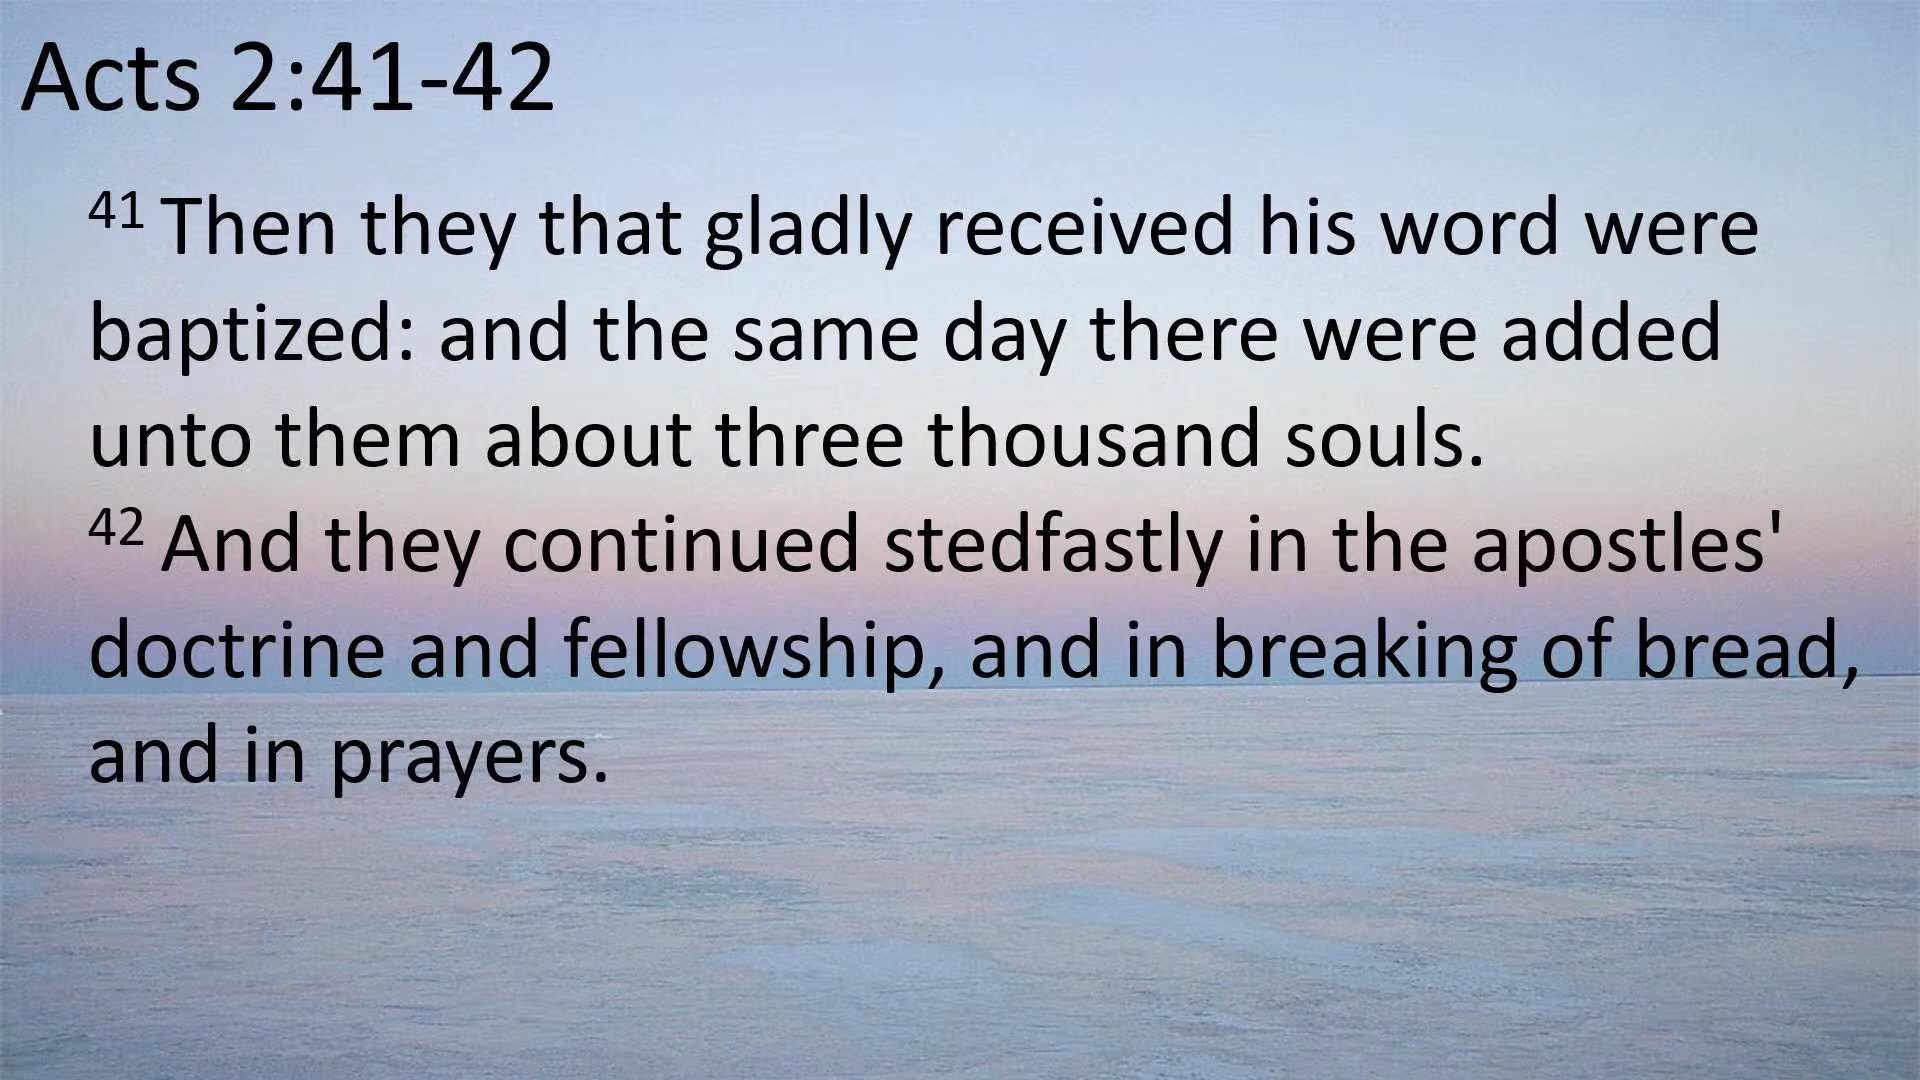 Acts 2:41-42
41 Then they that gladly received his word were
baptized: and the same day there were added
unto them about three thousand souls.
42 And they continued stedfastly in the apostles'
doctrine and fellowship, and in breaking of bread,
and in prayers.